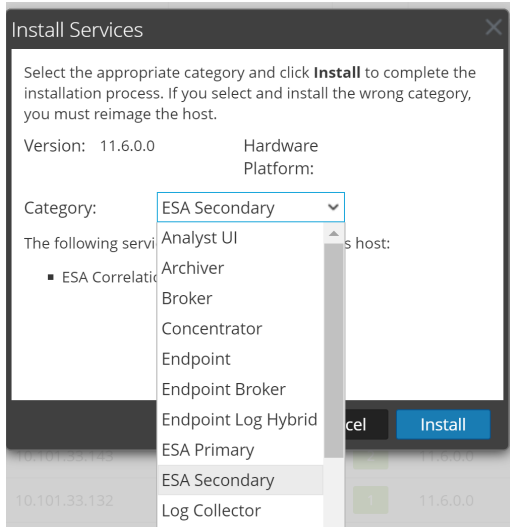 Install Services
Select the appropriate category and click Install to complete the
installation process. If you select and install the wrong category,
you must reimage the host.
Version: 11.6.0.0 Hardware
Platform:
Category: ESA Secondary
The following servi s host:
ESA Correlatio
Analyst UI
Archiver
Broker
Concentrator
Endpoint
Endpoint Broker
Endpoint Log Hybrid
ESA Primary
ESA Secondary
Log Collector
cel Install
10.101.33.143 1 11.6.0.0
10.101.33.132 1 11.6.0.0